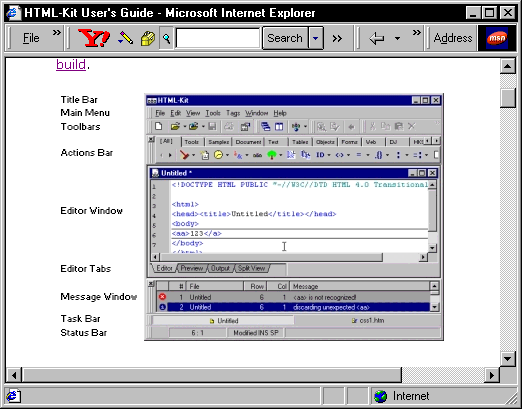 HTML-Kit User's Guide - Microsoft Internet Explorer
File » Y! » Search » Address msn
build.
Title Bar
HTML-Kit
Main Menu
File Edit View Tools Tags Window Help
Toolbars
[All] Tools Samples Document Text Tables Objects Forms Web DJ
Actions Bar
Untitled *
1 <!DOCTYPE HTML PUBLIC "-//W3C//DTD HTML 4.0 Transitional
2
3 <html>
4 <head><title>Untitled</title></head>
Editor Window
5 <body>
6 <aa>123</a>
7 </body>
</html>
Editor Tabs
Editor Preview Output Split View
# File Row Col Message
Message Window
1 Untitled 6 1 <aa> is not recognized!
2 Untitled 6 1 discarding unexpected <aa>
Task Bar
Untitled css1.htm
Status Bar
6 : 1 Modified INS SP
Internet